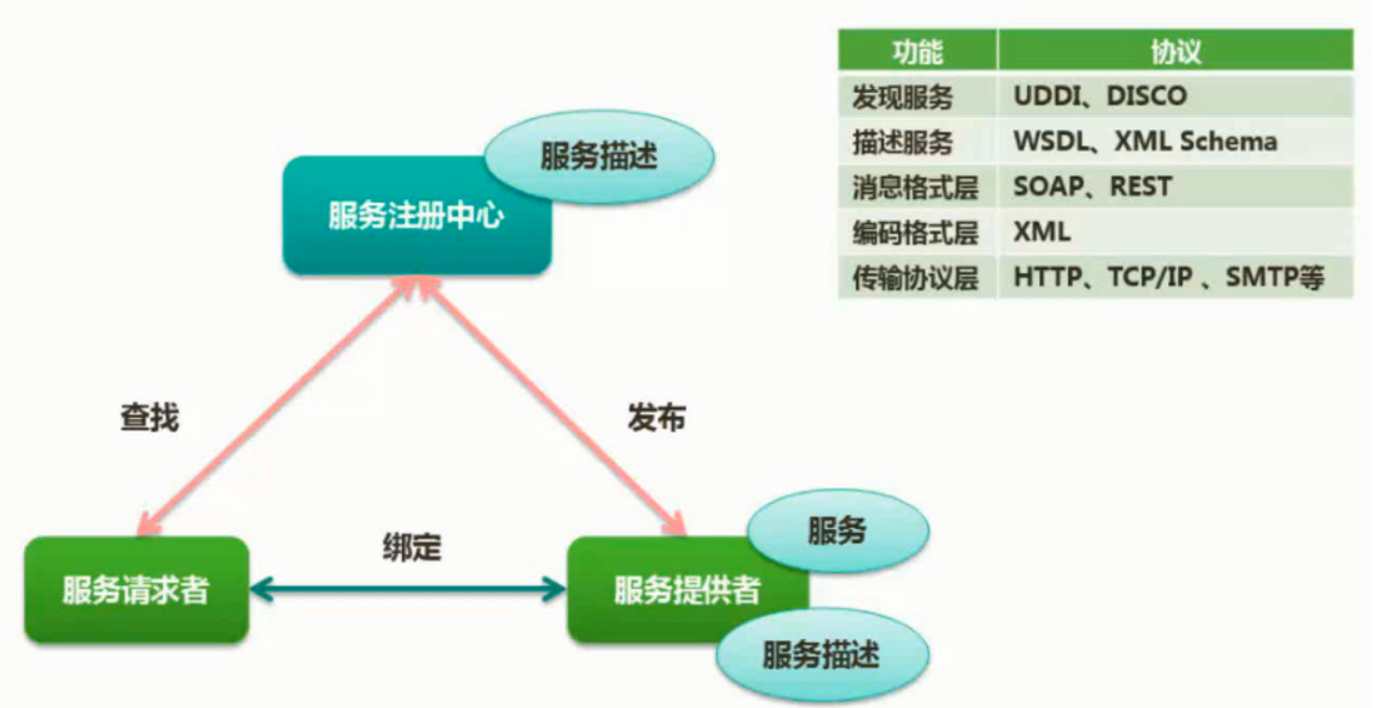 功能 协议
发现服务 UDDI、DISCO
描述服务 WSDL、XML Schema
消息格式层 SOAP、REST
编码格式层 XML
传输协议层 HTTP、TCP/IP 、SMTP等
服务描述
服务注册中心
查找
发布
绑定
服务
服务请求者
服务提供者
服务描述